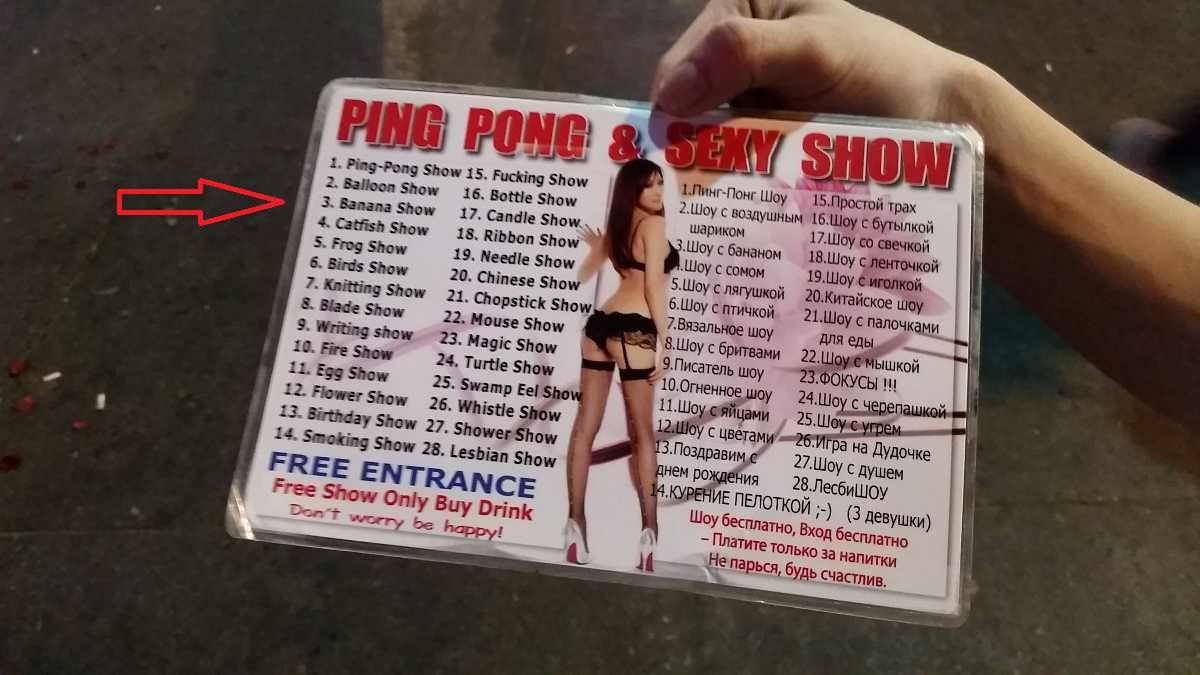 PING PONG & SEXY SHOW
1. Ping-Pong Show
2. Balloon Show
3. Banana Show
4. Catfish Show
5. Frog Show
6. Birds Show
7. Knitting Show
8. Blade Show
9. Writing show
10. Fire Show
11. Egg Show
12. Flower Show
13. Birthday Show
14. Smoking Show
15. Fucking Show
16. Bottle Show
17. Candle Show
18. Ribbon Show
19. Needle Show
20. Chinese Show
21. Chopstick Show
22. Mouse Show
23. Magic Show
24. Turtle Show
25. Swamp Eel Show
26. Whistle Show
27. Shower Show
28. Lesbian Show
FREE ENTRANCE
Free Show Only Buy Drink
Don't worry be happy!
1.Пинг-Понг Шоу
2.Шоу с воздушным
шариком
3.Шоу с бананом
4.Шоу с сомом
5.Шоу с лягушкой
6.Шоу с птичкой
7.Вязальное шоу
8.Шоу с бритвами
9.Писатель шоу
10.Огненное шоу
11.Шоу с яйцами
12.Шоу с цветами
13.Поздравим с
днем рождения
14.КУРЕНИЕ ПЕЛОТКОЙ ;-)
15.Простой трах
16.Шоу с бутылкой
17.Шоу со свечкой
18.Шоу с ленточкой
19.Шоу с иголкой
20.Китайское шоу
21.Шоу с палочками
для еды
22.Шоу с мышкой
23.ФОКУСЫ !!!
24.Шоу с черепашкой
25.Шоу с угрем
26.Игра на Дудочке
27.Шоу с душем
28.ЛесбиШОУ
(3 девушки)
Шоу бесплатно, Вход бесплатно
– Платите только за напитки
Не парься, будь счастлив.